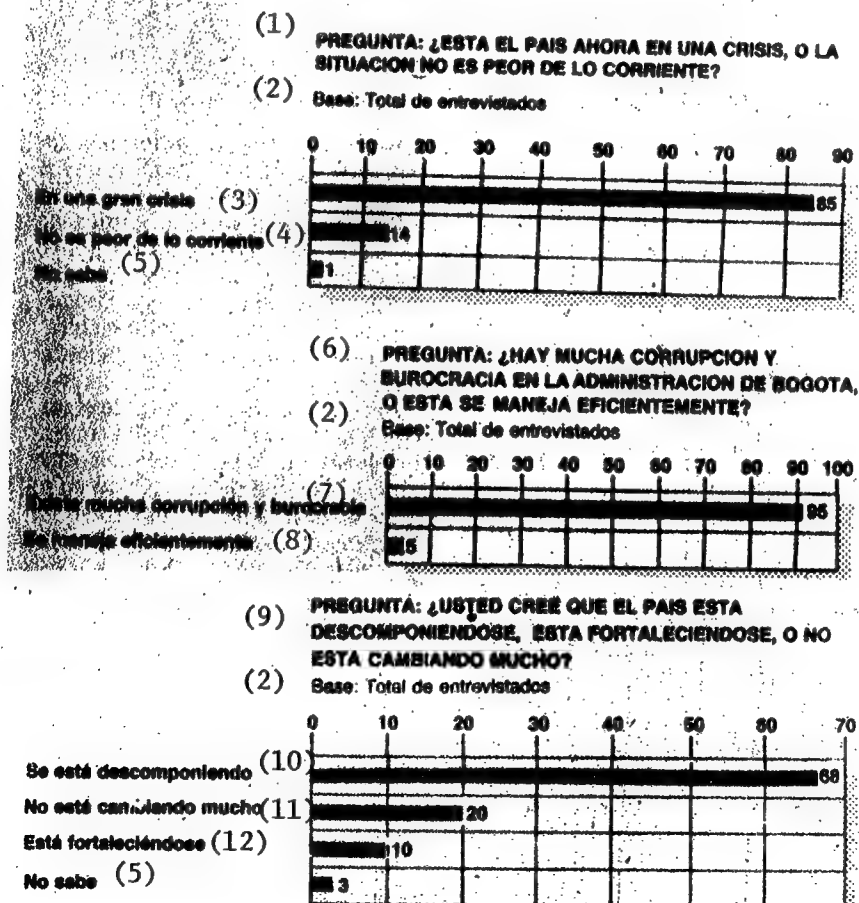 (1)
PREGUNTA: ¿ESTA EL PAIS AHORA EN UNA CRISIS, O LA
SITUACION NO ES PEOR DE LO CORRIENTE?
(2) Base: Total de entrevistados
0 10 20 30 40 50 60 70 80 90
En una gran crisis (3) 85
No es peor de lo corriente (4) 14
No sabe (5) 1
(6) PREGUNTA: ¿HAY MUCHA CORRUPCION Y
BUROCRACIA EN LA ADMINISTRACION DE BOGOTA,
O ESTA SE MANEJA EFICIENTEMENTE?
(2) Base: Total de entrevistados
0 10 20 30 40 50 60 70 80 90 100
mucha corrupción y (7) 95
Se maneja eficientemente (8) 5
(9) PREGUNTA: ¿USTED CREE QUE EL PAIS ESTA
DESCOMPONIENDOSE, ESTA FORTALECIENDOSE, O NO
ESTA CAMBIANDO MUCHO?
(2) Base: Total de entrevistados
0 10 20 30 40 50 60 70
Se está descomponiendo (10) 68
No está cambiando mucho (11) 20
Está fortaleciéndose (12) 10
No sabe (5) 3